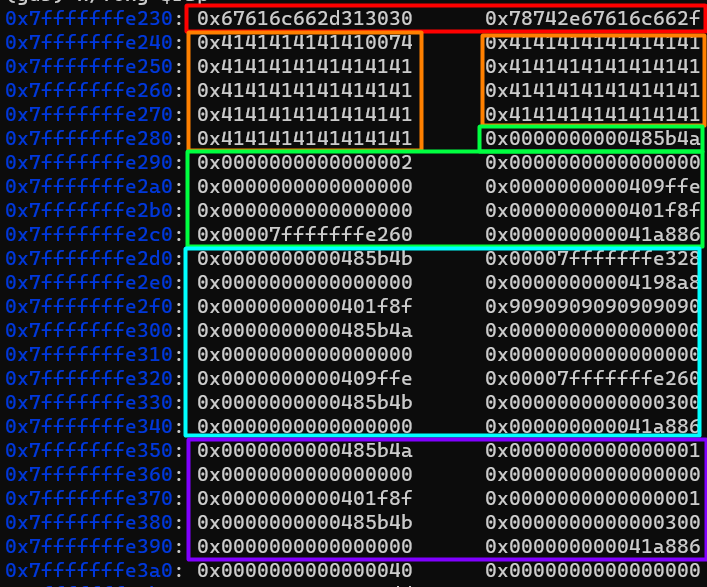 0x7fffffffe230: 0x67616c662d313030 0x78742e67616c662f
0x7fffffffe240: 0x4141414141410074 0x4141414141414141
0x7fffffffe250: 0x4141414141414141 0x4141414141414141
0x7fffffffe260: 0x4141414141414141 0x4141414141414141
0x7fffffffe270: 0x4141414141414141 0x4141414141414141
0x7fffffffe280: 0x4141414141414141 0x0000000000485b4a
0x7fffffffe290: 0x0000000000000002 0x0000000000000000
0x7fffffffe2a0: 0x0000000000000000 0x0000000000409ffe
0x7fffffffe2b0: 0x0000000000000000 0x0000000000401f8f
0x7fffffffe2c0: 0x00007fffffffe260 0x000000000041a886
0x7fffffffe2d0: 0x0000000000485b4b 0x00007fffffffe328
0x7fffffffe2e0: 0x0000000000000000 0x00000000004198a8
0x7fffffffe2f0: 0x0000000000401f8f 0x9090909090909090
0x7fffffffe300: 0x0000000000485b4a 0x0000000000000000
0x7fffffffe310: 0x0000000000000000 0x0000000000000000
0x7fffffffe320: 0x0000000000409ffe 0x00007fffffffe260
0x7fffffffe330: 0x0000000000485b4b 0x0000000000000300
0x7fffffffe340: 0x0000000000000000 0x000000000041a886
0x7fffffffe350: 0x0000000000485b4a 0x0000000000000001
0x7fffffffe360: 0x0000000000000000 0x0000000000000000
0x7fffffffe370: 0x0000000000401f8f 0x0000000000000001
0x7fffffffe380: 0x0000000000485b4b 0x0000000000000300
0x7fffffffe390: 0x0000000000000000 0x000000000041a886
0x7fffffffe3a0: 0x0000000000000040 0x0000000000000000